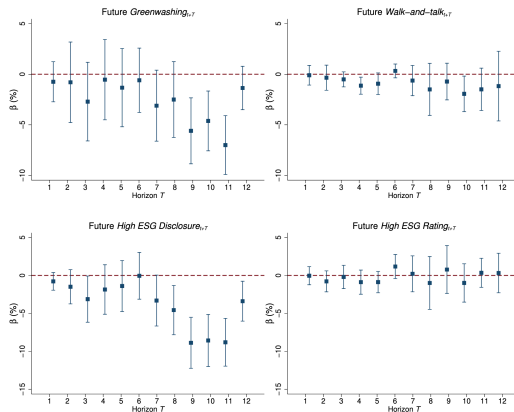 Future Greenwashing t+T
5
0
−5
−10
β (%)
1 2 3 4 5 6 7 8 9 10 11 12
Horizon T
Future Walk−and−talk t+T
5
0
−5
−10
β (%)
1 2 3 4 5 6 7 8 9 10 11 12
Horizon T
Future High ESG Disclosure t+T
5
0
−5
−10
−15
β (%)
1 2 3 4 5 6 7 8 9 10 11 12
Horizon T
Future High ESG Rating t+T
5
0
−5
−10
−15
β (%)
1 2 3 4 5 6 7 8 9 10 11 12
Horizon T